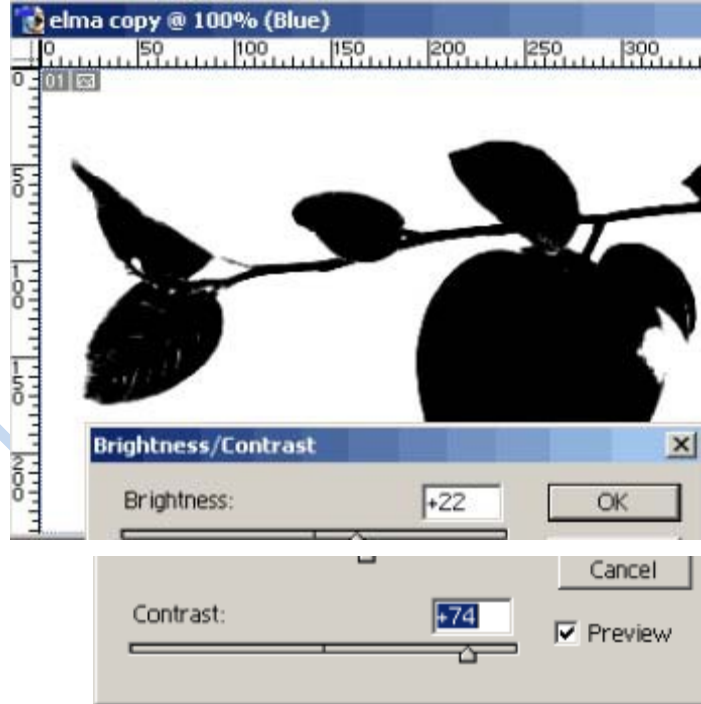 elma copy @ 100% (Blue)
0 50 100 150 200 250 300
01
0
50
100
150
200
Brightness/Contrast
Brightness: +22 OK
Cancel
Contrast: +74
Preview